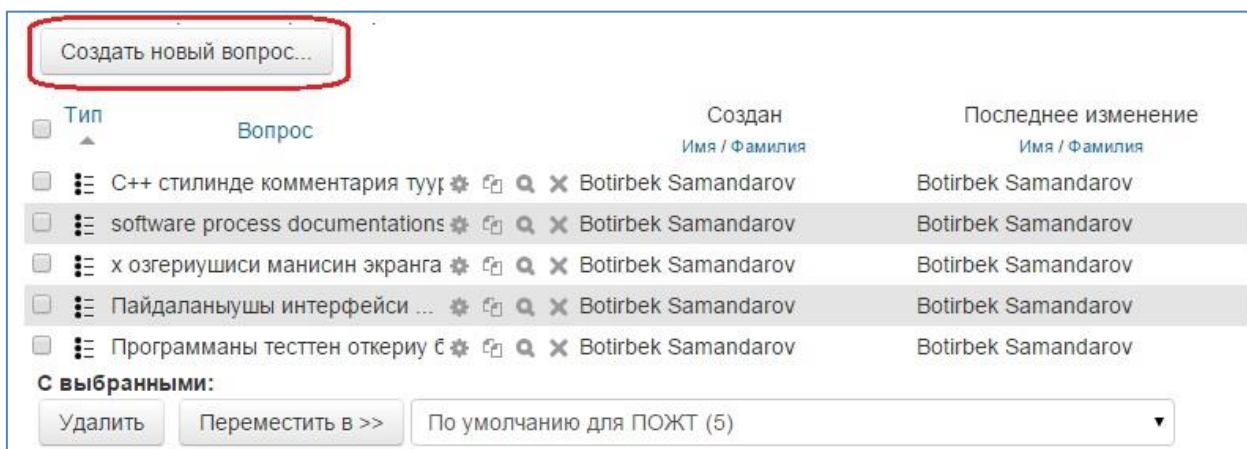 Создать новый вопрос...
Тип Вопрос Создан Последнее изменение
Имя / Фамилия Имя / Фамилия
С++ стилинде комментария Botirbek Samandarov Botirbek Samandarov
software process documentations Botirbek Samandarov Botirbek Samandarov
х озгериушиси манисин экранга Botirbek Samandarov Botirbek Samandarov
Пайдаланыушы интерфейси ... Botirbek Samandarov Botirbek Samandarov
Программаны тесттен откериу Botirbek Samandarov Botirbek Samandarov
С выбранными:
Удалить Переместить в >> По умолчанию для ПОЖТ (5)